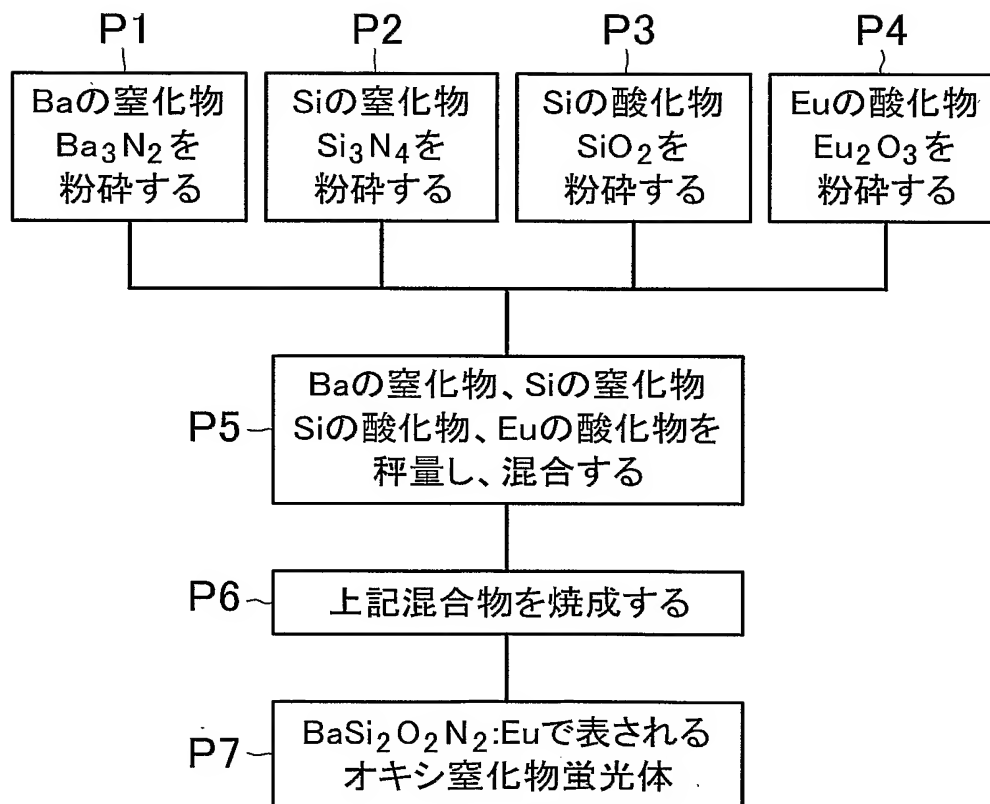 P1
P2
P3
P4
Baの窒化物
Ba₃N₂を
粉砕する
Siの窒化物
Si₃N₄を
粉砕する
Siの酸化物
SiO₂を
粉砕する
Euの酸化物
Eu₂O₃を
粉砕する
P5
Baの窒化物、Siの窒化物
Siの酸化物、Euの酸化物を
秤量し、混合する
P6
上記混合物を焼成する
P7
BaSi₂O₂N₂:Euで表される
オキシ窒化物蛍光体